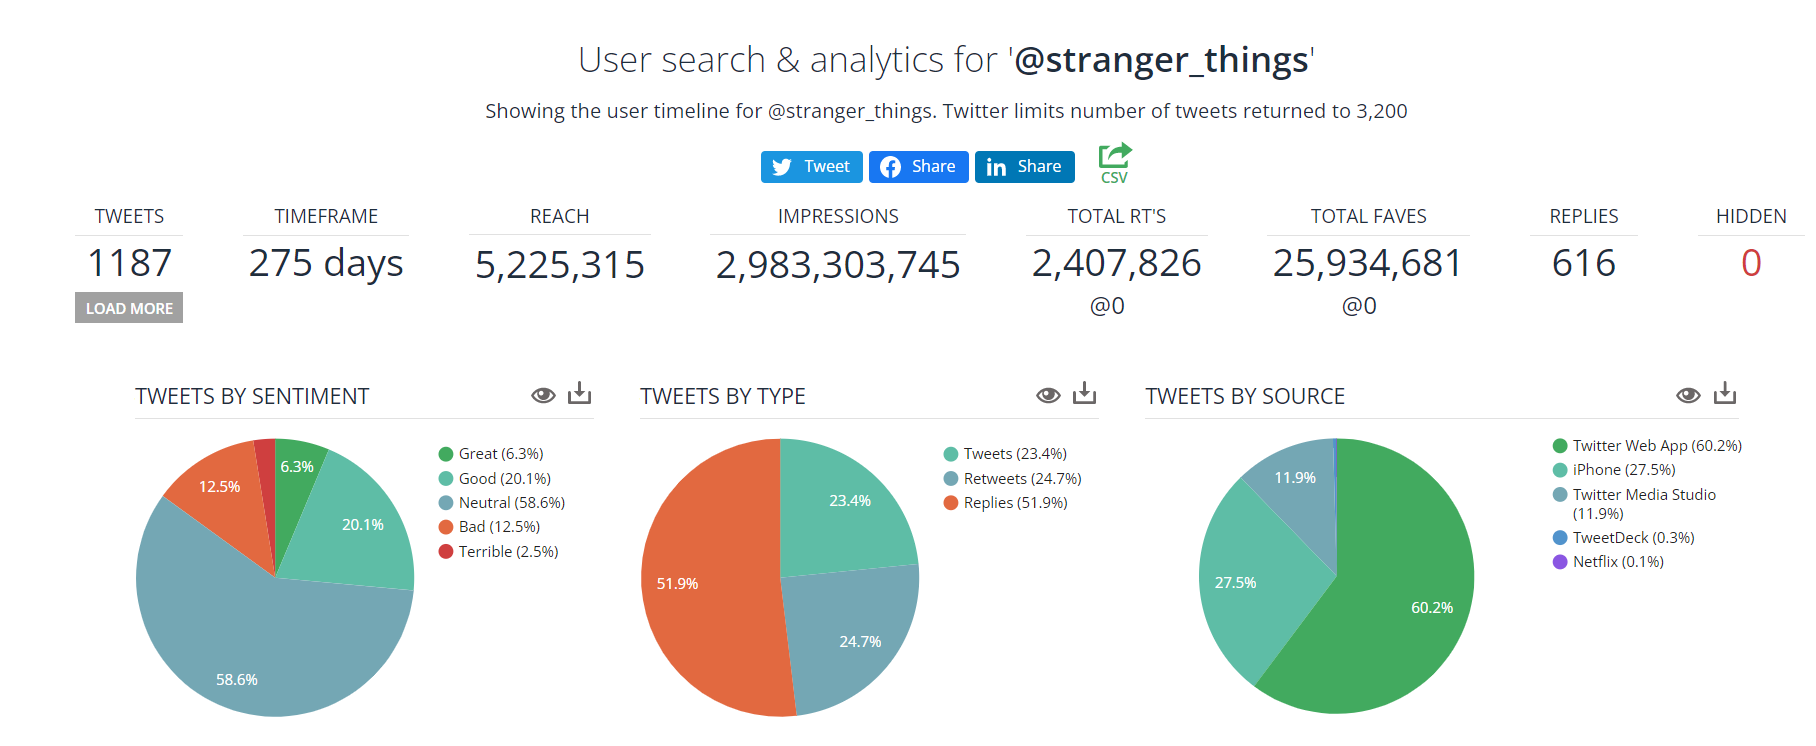 User search & analytics for '@stranger_things'
Showing the user timeline for @stranger_things. Twitter limits number of tweets returned to 3,200
Tweet Share Share CSV
TWEETS TIMEFRAME REACH IMPRESSIONS TOTAL RT'S TOTAL FAVES REPLIES HIDDEN
1187 275 days 5,225,315 2,983,303,745 2,407,826 25,934,681 616 0
LOAD MORE @0 @0
TWEETS BY SENTIMENT
6.3%
20.1%
58.6%
12.5%
Great (6.3%)
Good (20.1%)
Neutral (58.6%)
Bad (12.5%)
Terrible (2.5%)
TWEETS BY TYPE
23.4%
24.7%
51.9%
Tweets (23.4%)
Retweets (24.7%)
Replies (51.9%)
TWEETS BY SOURCE
11.9%
27.5%
60.2%
Twitter Web App (60.2%)
iPhone (27.5%)
Twitter Media Studio
(11.9%)
TweetDeck (0.3%)
Netflix (0.1%)